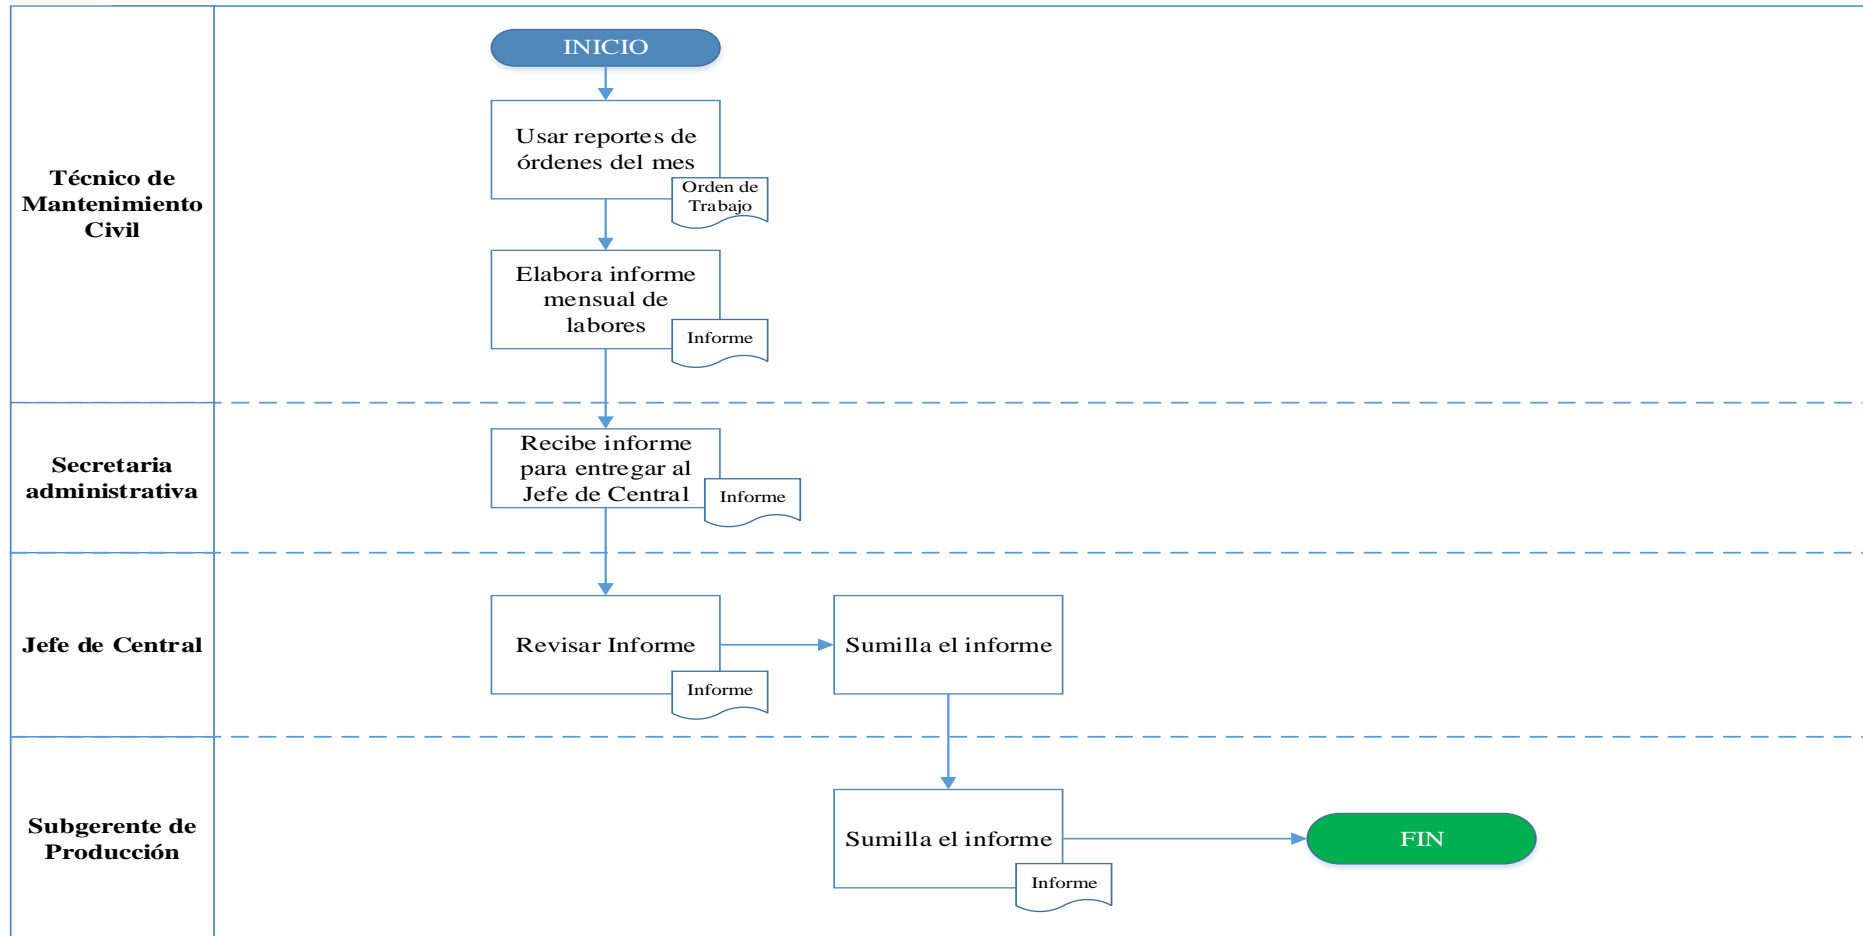 Técnico de
Mantenimiento
Civil
INICIO
Usar reportes de
órdenes del mes
Orden de
Trabajo
Elabora informe
mensual de
labores
Informe
Secretaria
administrativa
Recibe informe
para entregar al
Jefe de Central
Informe
Jefe de Central
Revisar Informe
Informe
Sumilla el informe
Subgerente de
Producción
Sumilla el informe
Informe
FIN